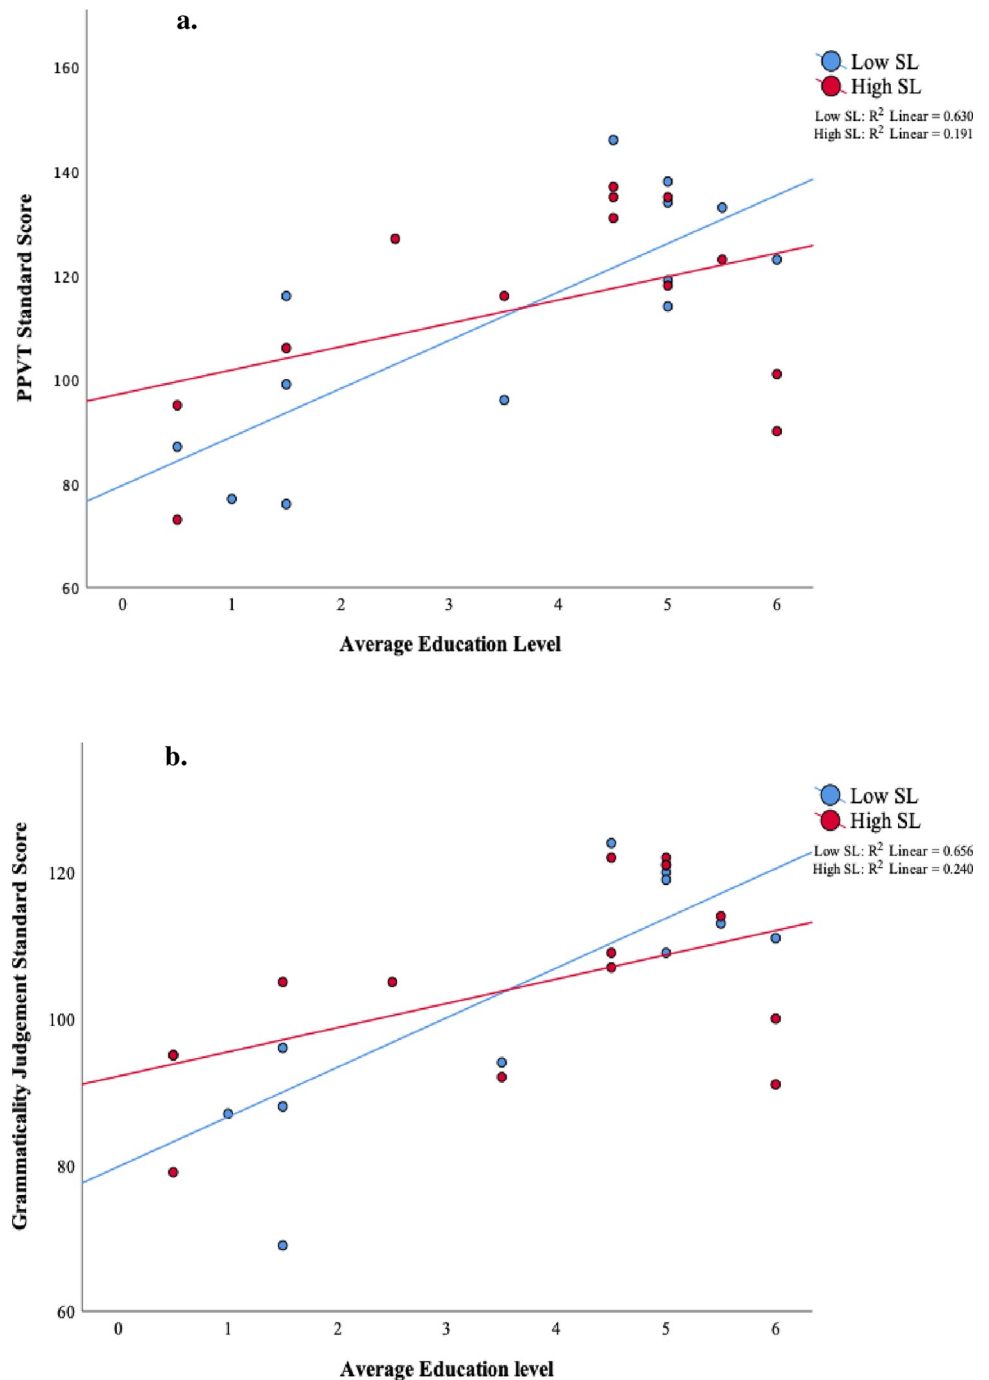 a.
Low SL
High SL
Low SL: R² Linear = 0.630
High SL: R² Linear = 0.191
PPVT Standard Score
160
140
120
100
80
60
0 1 2 3 4 5 6
Average Education Level
b.
Low SL
High SL
Low SL: R² Linear = 0.656
High SL: R² Linear = 0.240
Grammaticality Judgement Standard Score
120
100
80
60
0 1 2 3 4 5 6
Average Education level